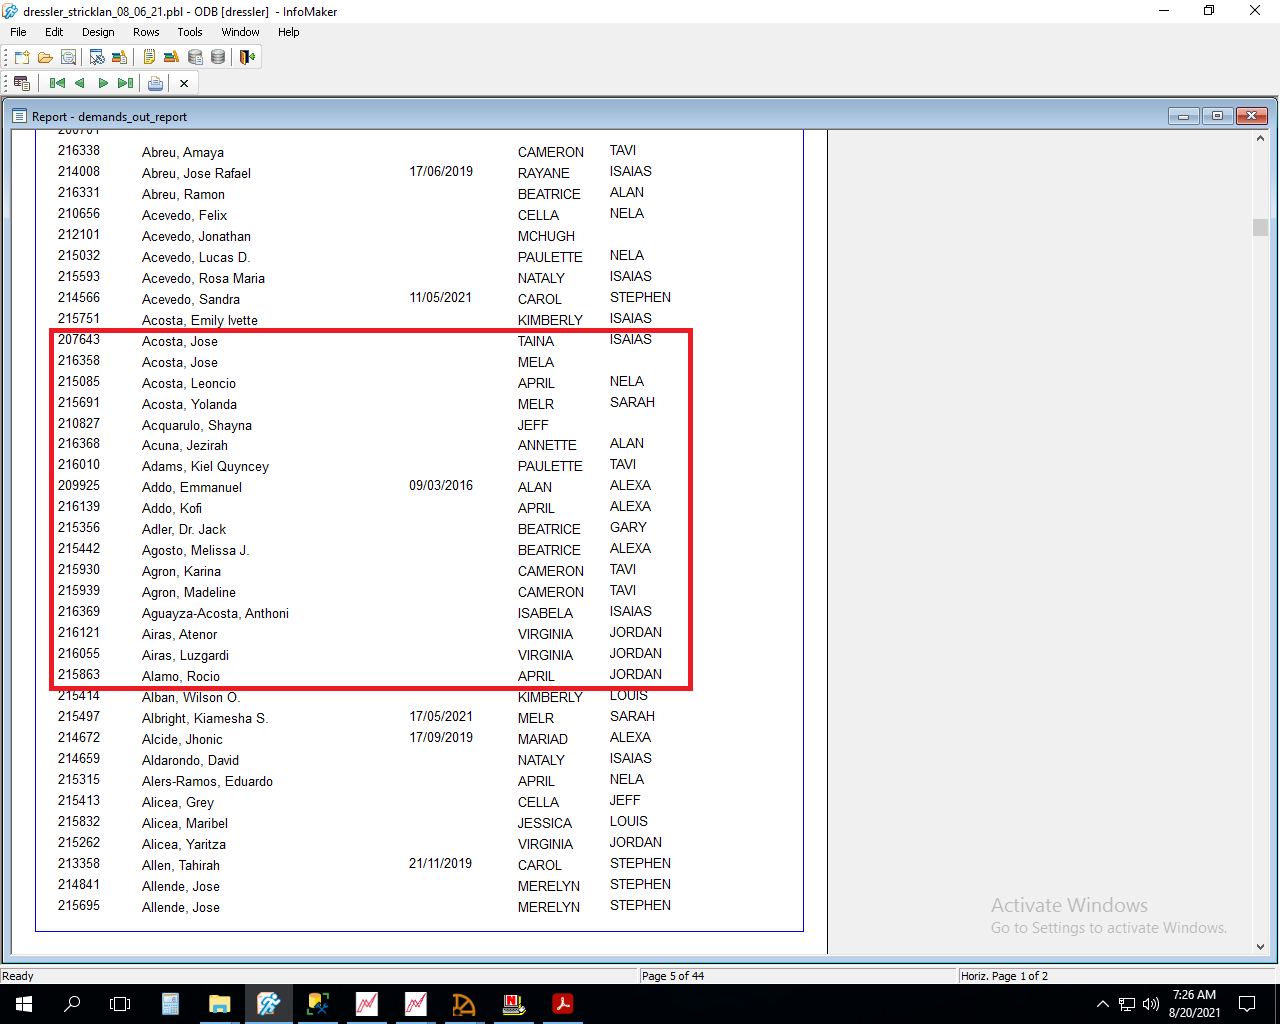 dressler_stricklan_08_06_21.pbl - ODB [dressler] - InfoMaker
File Edit Design Rows Tools Window Help
Report - demands_out_report
216338 Abreu, Amaya CAMERON TAVI
214008 Abreu, Jose Rafael 17/06/2019 RAYANE ISAIAS
216331 Abreu, Ramon BEATRICE ALAN
210656 Acevedo, Felix CELLA NELA
212101 Acevedo, Jonathan MCHUGH
215032 Acevedo, Lucas D. PAULETTE NELA
215593 Acevedo, Rosa Maria NATALY ISAIAS
214566 Acevedo, Sandra 11/05/2021 CAROL STEPHEN
215751 Acosta, Emily Ivette KIMBERLY ISAIAS
207643 Acosta, Jose TAINA ISAIAS
216358 Acosta, Jose MELA
215085 Acosta, Leoncio APRIL NELA
215691 Acosta, Yolanda MELR SARAH
210827 Acquarulo, Shayna JEFF
216368 Acuna, Jezirah ANNETTE ALAN
216010 Adams, Kiel Quyncey PAULETTE TAVI
209925 Addo, Emmanuel 09/03/2016 ALAN ALEXA
216139 Addo, Kofi APRIL ALEXA
215356 Adler, Dr. Jack BEATRICE GARY
215442 Agosto, Melissa J. BEATRICE ALEXA
215930 Agron, Karina CAMERON TAVI
215939 Agron, Madeline CAMERON TAVI
216369 Aguayza-Acosta, Anthoni ISABELA ISAIAS
216121 Airas, Atenor VIRGINIA JORDAN
216055 Airas, Luzgardi VIRGINIA JORDAN
215863 Alamo, Rocio APRIL JORDAN
215414 Alban, Wilson O. KIMBERLY LOUIS
215497 Albright, Kiamesha S. 17/05/2021 MELR SARAH
214672 Alcide, Jhonic 17/09/2019 MARIAD ALEXA
214659 Aldarondo, David NATALY ISAIAS
215315 Alers-Ramos, Eduardo APRIL NELA
215413 Alicea, Grey CELLA JEFF
215832 Alicea, Maribel JESSICA LOUIS
215262 Alicea, Yaritza VIRGINIA JORDAN
213358 Allen, Tahirah 21/11/2019 CAROL STEPHEN
214841 Allende, Jose MERELYN STEPHEN
215695 Allende, Jose MERELYN STEPHEN
Activate Windows
Go to Settings to activate Windows.
Ready Page 5 of 44 Horiz. Page 1 of 2
7:26 AM
8/20/2021